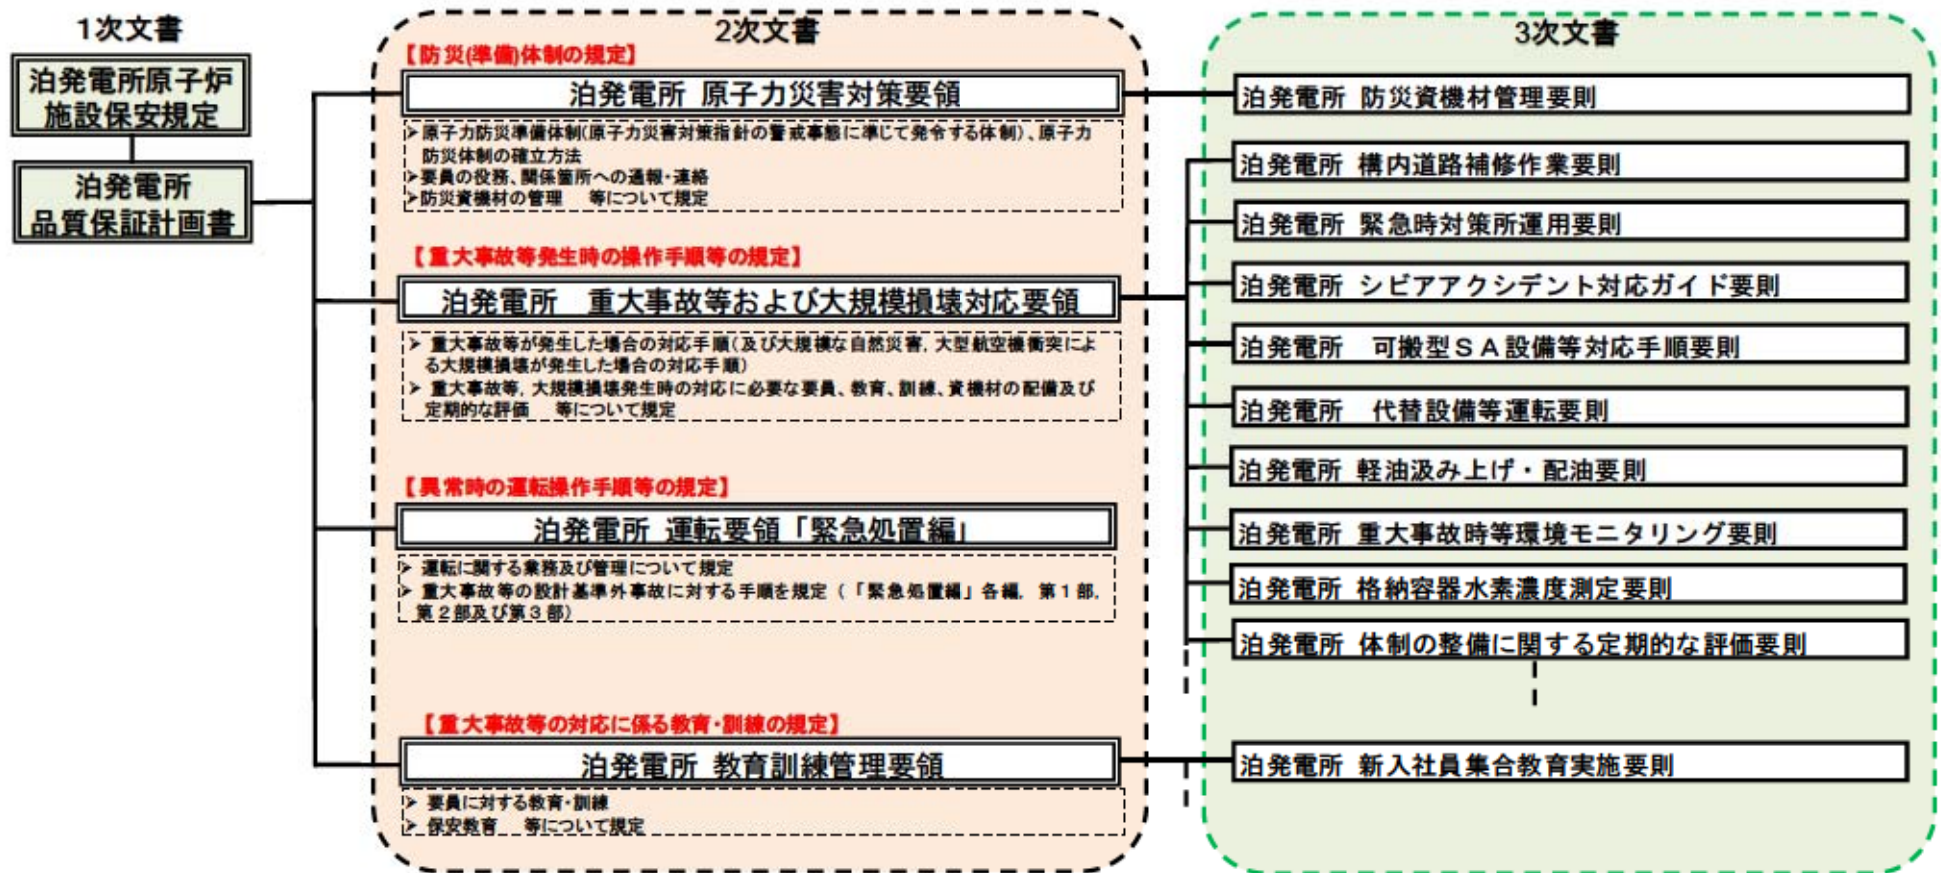 1次文書
泊発電所原子炉
施設保安規定
泊発電所
品質保証計画書
2次文書
【防災(準備)体制の規定】
泊発電所 原子力災害対策要領
➢原子力防災準備体制(原子力災害対策指針の警戒事態に準じて発令する体制)、原子力
防災体制の確立方法
➢要員の役務、関係箇所への通報・連絡
➢防災資機材の管理　等について規定
【重大事故等発生時の操作手順等の規定】
泊発電所　重大事故等および大規模損壊対応要領
➢ 重大事故等が発生した場合の対応手順(及び大規模な自然災害, 大型航空機衝突によ
る大規模損壊が発生した場合の対応手順)
➢ 重大事故等, 大規模損壊発生時の対応に必要な要員、教育、訓練、資機材の配備及び
定期的な評価　等について規定
【異常時の運転操作手順等の規定】
泊発電所 運転要領「緊急処置編」
➢ 運転に関する業務及び管理について規定
➢ 重大事故等の設計基準外事故に対する手順を規定（「緊急処置編」各編, 第１部,
第２部及び第３部）
【重大事故等の対応に係る教育・訓練の規定】
泊発電所 教育訓練管理要領
➢ 要員に対する教育・訓練
➢ 保安教育　等について規定
3次文書
泊発電所 防災資機材管理要則
泊発電所 構内道路補修作業要則
泊発電所 緊急時対策所運用要則
泊発電所 シビアアクシデント対応ガイド要則
泊発電所　可搬型ＳＡ設備等対応手順要則
泊発電所　代替設備等運転要則
泊発電所 軽油汲み上げ・配油要則
泊発電所 重大事故時等環境モニタリング要則
泊発電所 格納容器水素濃度測定要則
泊発電所 体制の整備に関する定期的な評価要則
泊発電所 新入社員集合教育実施要則